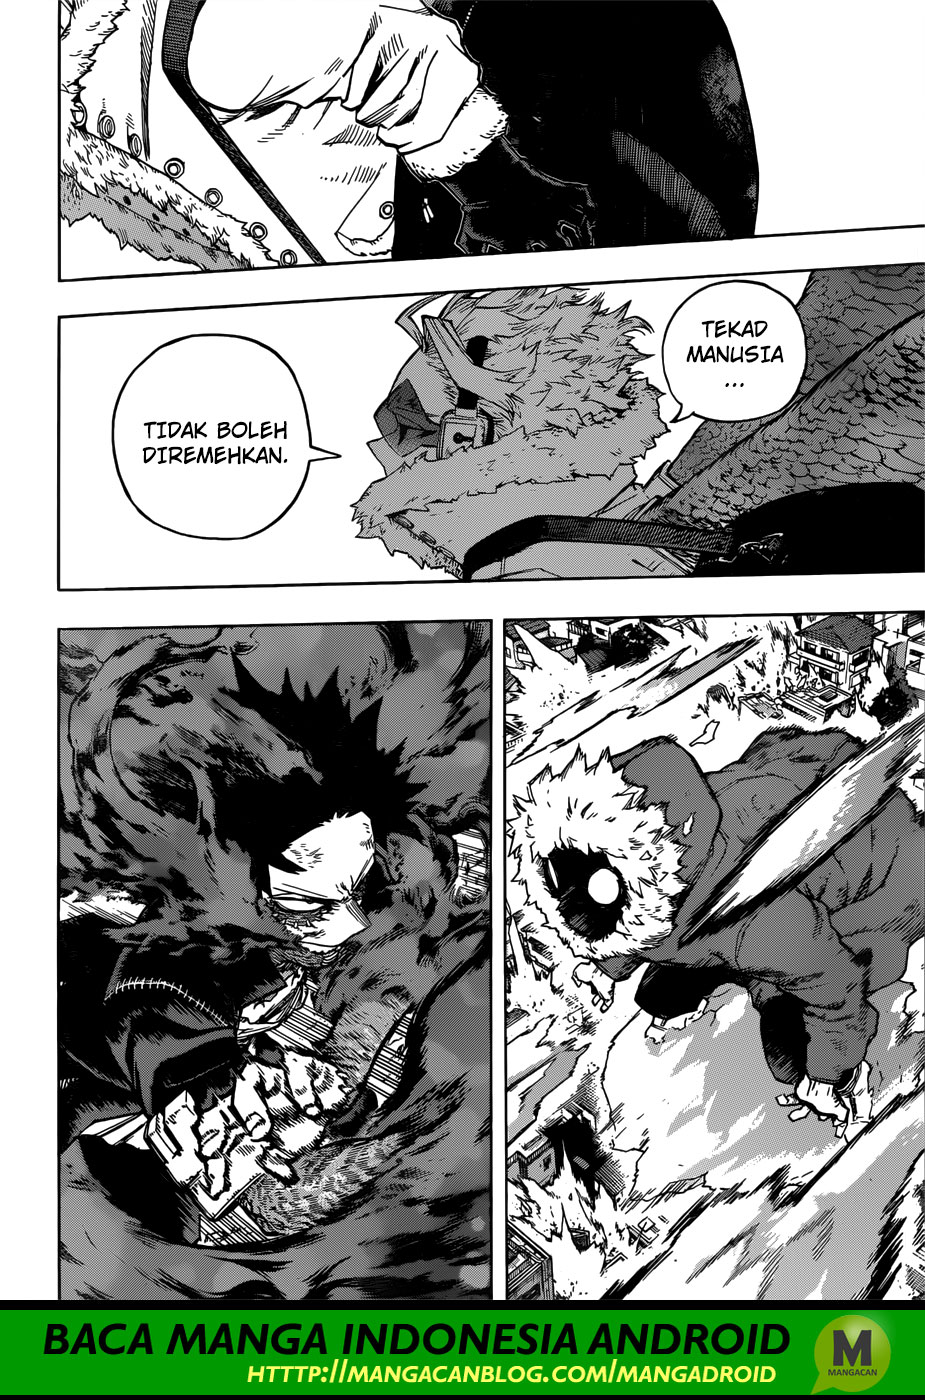 TEKAD
MANUSIA
...
TIDAK BOLEH
DIREMEHKAN.
BACA MANGA INDONESIA ANDROID
HTTTP://MANGACANBLOG.COM/MANGADROID
M
MANGACAN